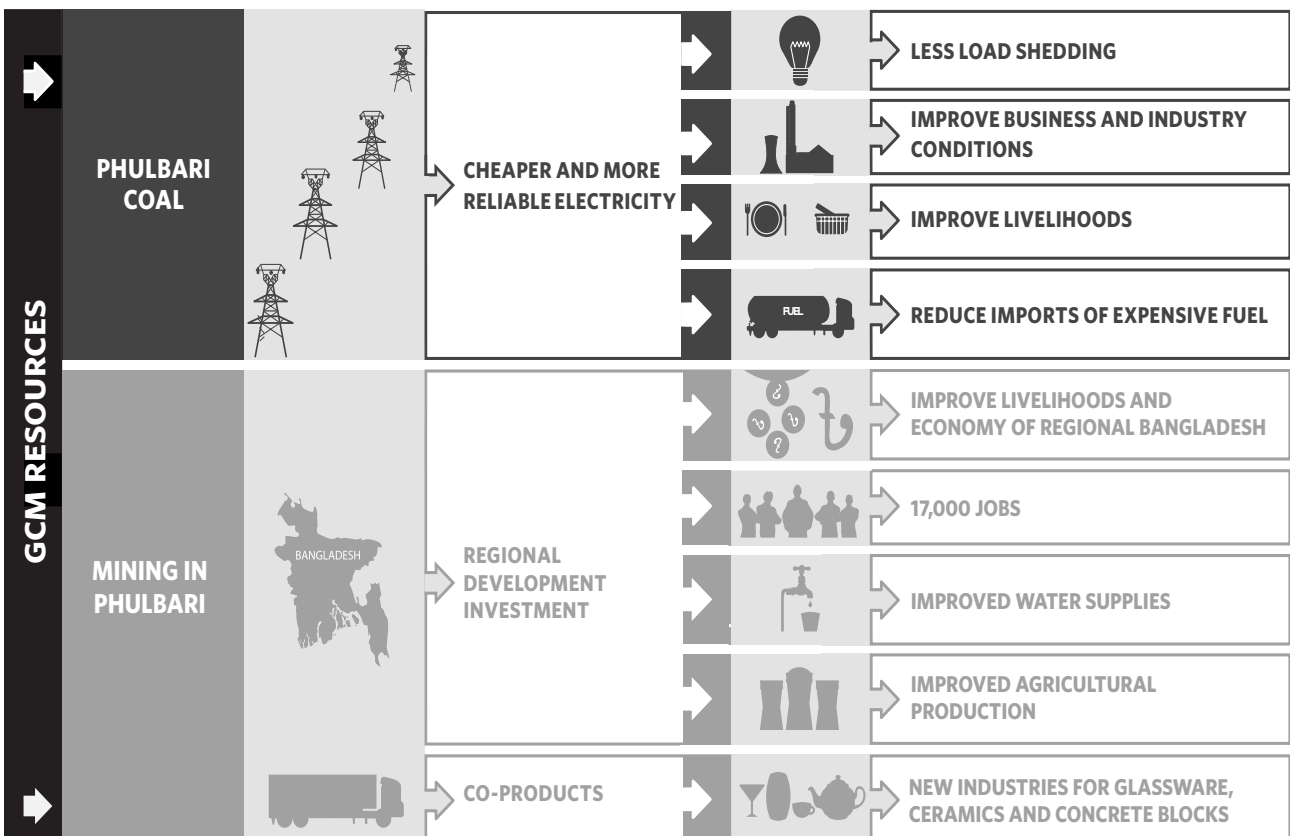 GCM RESOURCES
PHULBARI
COAL
CHEAPER AND MORE
RELIABLE ELECTRICITY
LESS LOAD SHEDDING
IMPROVE BUSINESS AND INDUSTRY
CONDITIONS
IMPROVE LIVELIHOODS
FUEL
REDUCE IMPORTS OF EXPENSIVE FUEL
MINING IN
PHULBARI
BANGLADESH
REGIONAL
DEVELOPMENT
INVESTMENT
৳
IMPROVE LIVELIHOODS AND
ECONOMY OF REGIONAL BANGLADESH
17,000 JOBS
IMPROVED WATER SUPPLIES
IMPROVED AGRICULTURAL
PRODUCTION
CO-PRODUCTS
NEW INDUSTRIES FOR GLASSWARE,
CERAMICS AND CONCRETE BLOCKS